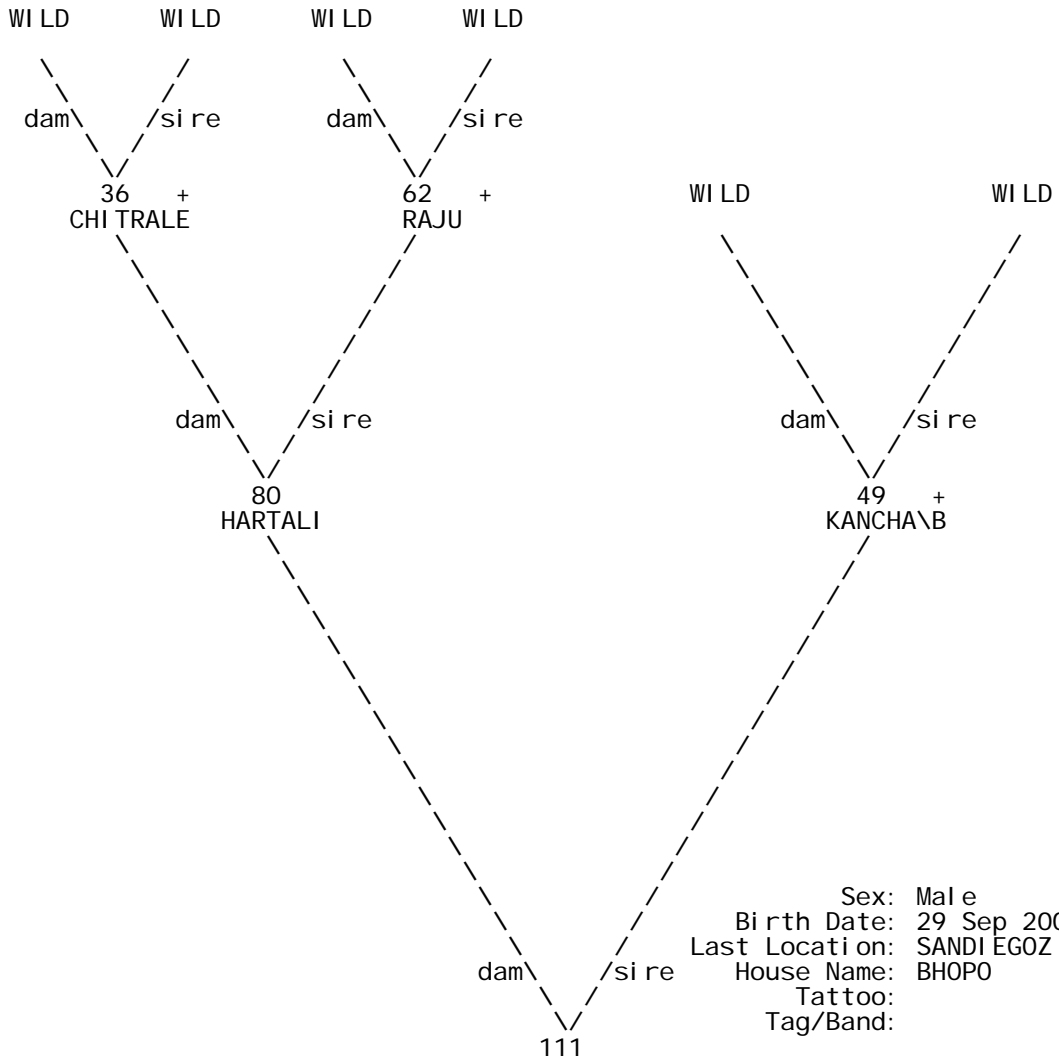 WILD WILD WILD WILD
dam sire dam sire
36 + 62 + WILD WILD
CHITRALE RAJU
dam sire dam sire
80 49 +
HARTALI KANCHA\B
Sex: Male
Birth Date: 29 Sep 200
Last Location: SANDIEGOZ
dam sire House Name: BHOPO
Tattoo:
Tag/Band:
111